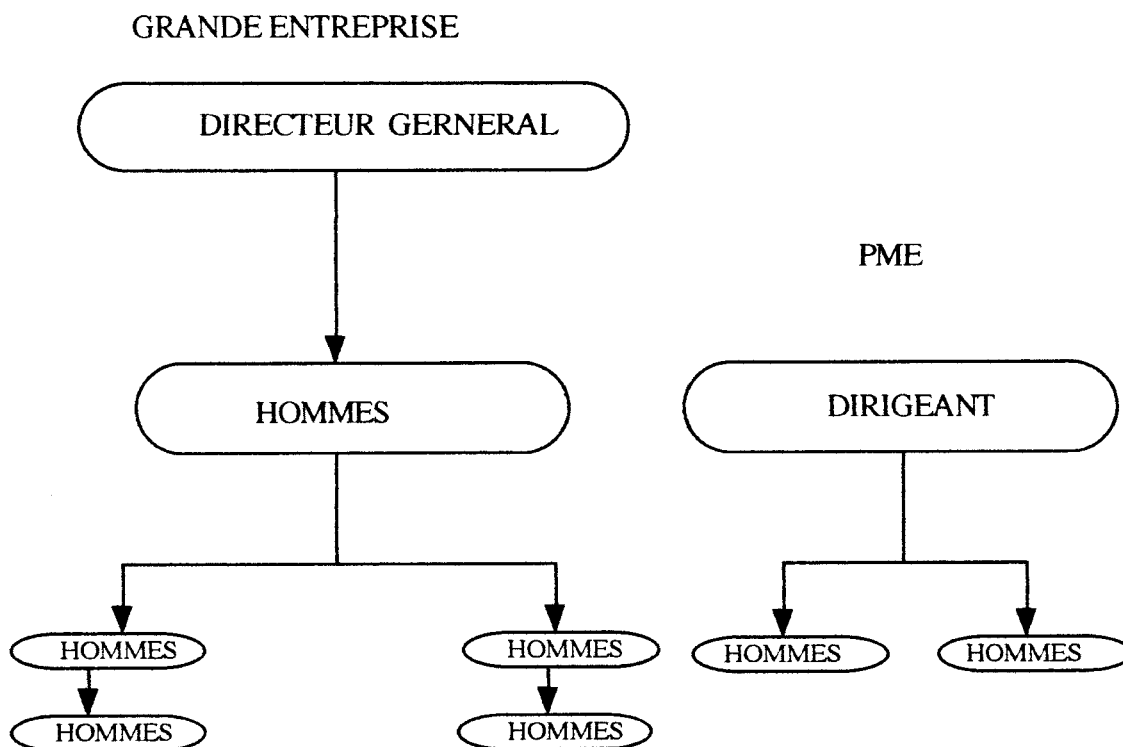 GRANDE ENTREPRISE
DIRECTEUR GERNERAL
PME
HOMMES
DIRIGEANT
HOMMES
HOMMES
HOMMES
HOMMES
HOMMES
HOMMES